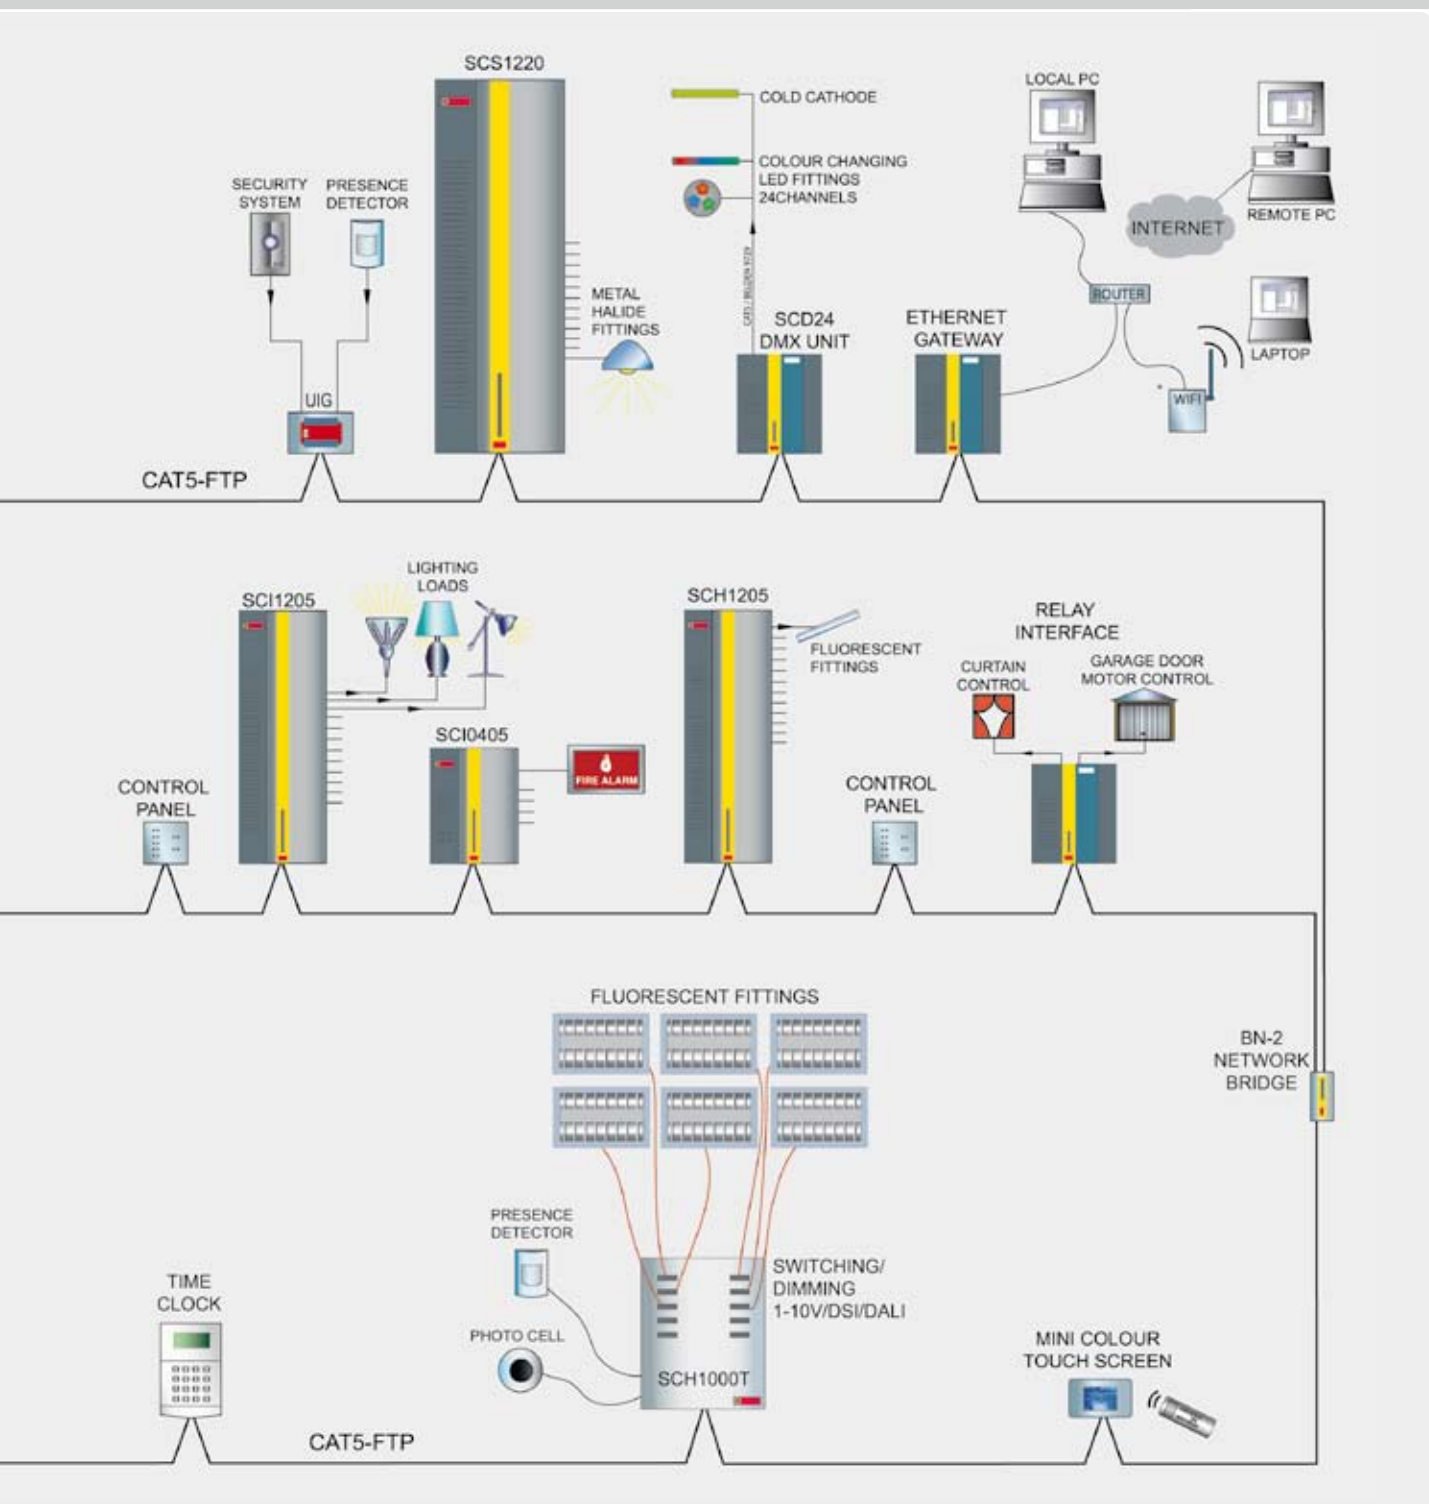 SCS1220
COLD CATHODE
COLOUR CHANGING
LED FITTINGS
24CHANNELS
LOCAL PC
REMOTE PC
INTERNET
SECURITY
SYSTEM
PRESENCE
DETECTOR
METAL
HALIDE
FITTINGS
ROUTER
LAPTOP
WIFI
SCD24
DMX UNIT
ETHERNET
GATEWAY
UIG
CAT5-FTP
SCI1205
LIGHTING
LOADS
SCI0405
FIRE ALARM
CONTROL
PANEL
SCH1205
FLUORESCENT
FITTINGS
CONTROL
PANEL
RELAY
INTERFACE
CURTAIN
CONTROL
GARAGE DOOR
MOTOR CONTROL
FLUORESCENT FITTINGS
BN-2
NETWORK
BRIDGE
PRESENCE
DETECTOR
PHOTO CELL
SWITCHING/
DIMMING
1-10V/DSI/DALI
SCH1000T
TIME
CLOCK
MINI COLOUR
TOUCH SCREEN
CAT5-FTP